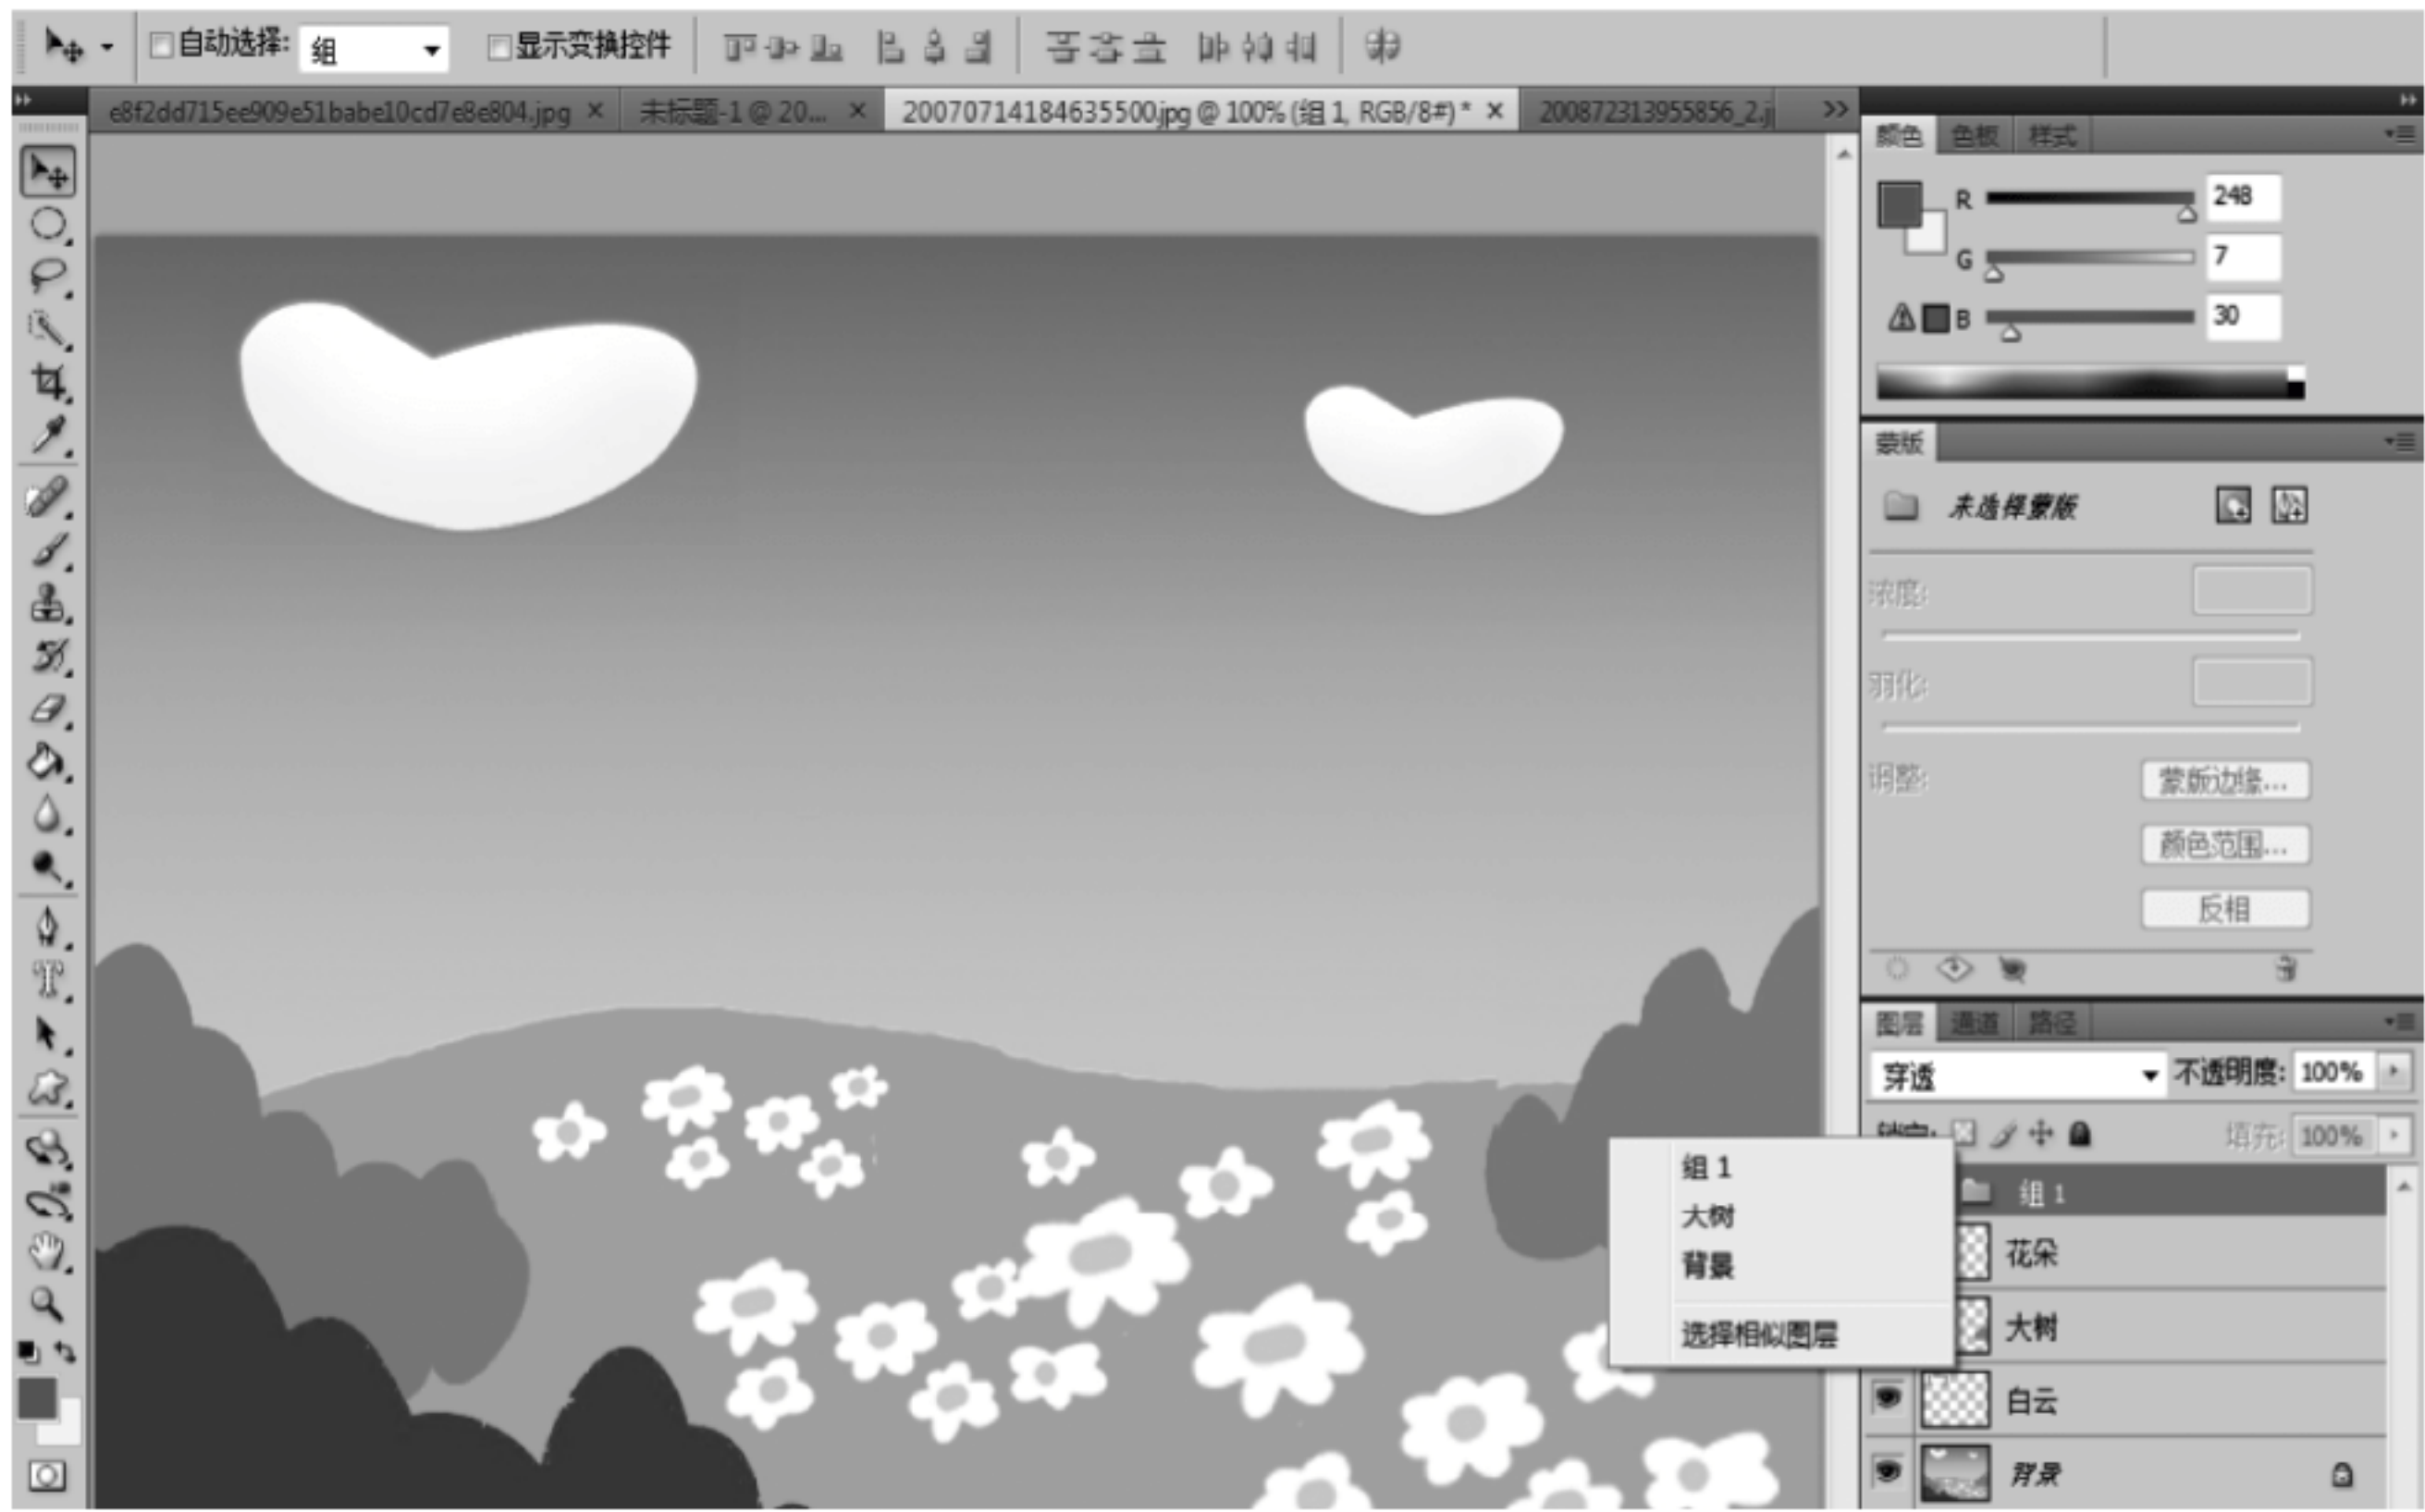 自动选择: 组 显示变换控件
e8f2dd715ee909e51babe10cd7e8e804.jpg × 未标题-1 @ 20... × 20070714184635500.jpg @ 100% (组 1, RGB/8#) * × 200872313955856_2.j >>
颜色 色板 样式
R 248
G 7
B 30
蒙版
未选择蒙版
浓度:
羽化:
调整: 蒙版边缘...
颜色范围...
反相
图层 通道 路径
穿透 不透明度: 100%
锁定: 填充: 100%
组 1
花朵
大树
白云
背景
组 1
大树
背景
选择相似图层